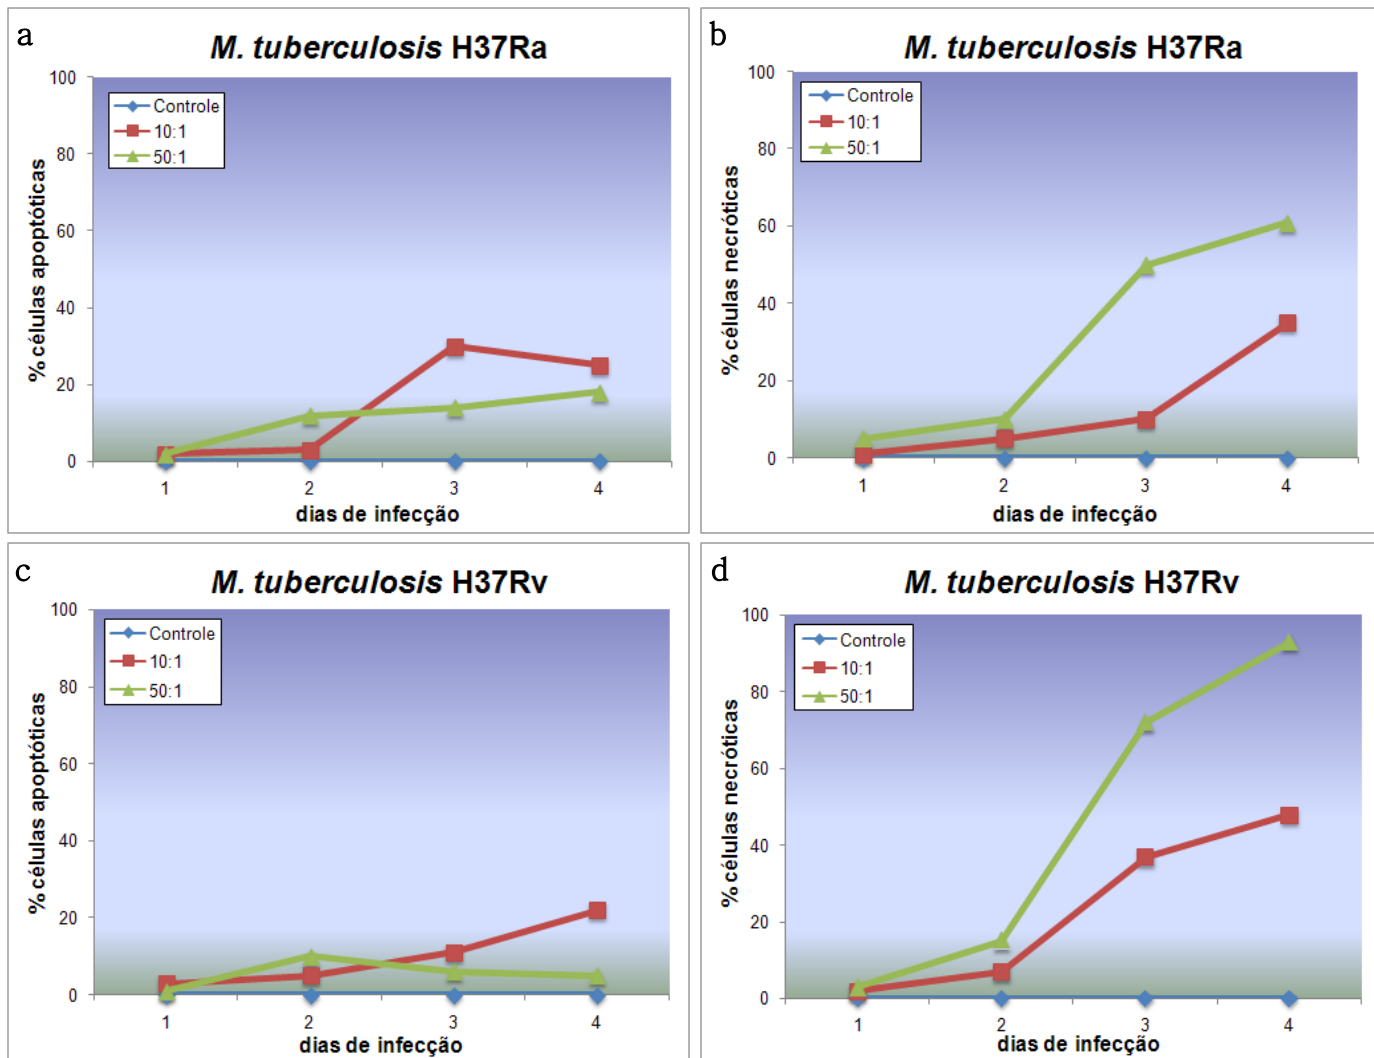 a
M. tuberculosis H37Ra
100
80
60
40
20
0
% células apoptóticas
Controle
10:1
50:1
1 2 3 4
dias de infecção
b
M. tuberculosis H37Ra
100
80
60
40
20
0
% células necróticas
Controle
10:1
50:1
1 2 3 4
dias de infecção
c
M. tuberculosis H37Rv
100
80
60
40
20
0
% células apoptóticas
Controle
10:1
50:1
1 2 3 4
dias de infecção
d
M. tuberculosis H37Rv
100
80
60
40
20
0
% células necróticas
Controle
10:1
50:1
1 2 3 4
dias de infecção